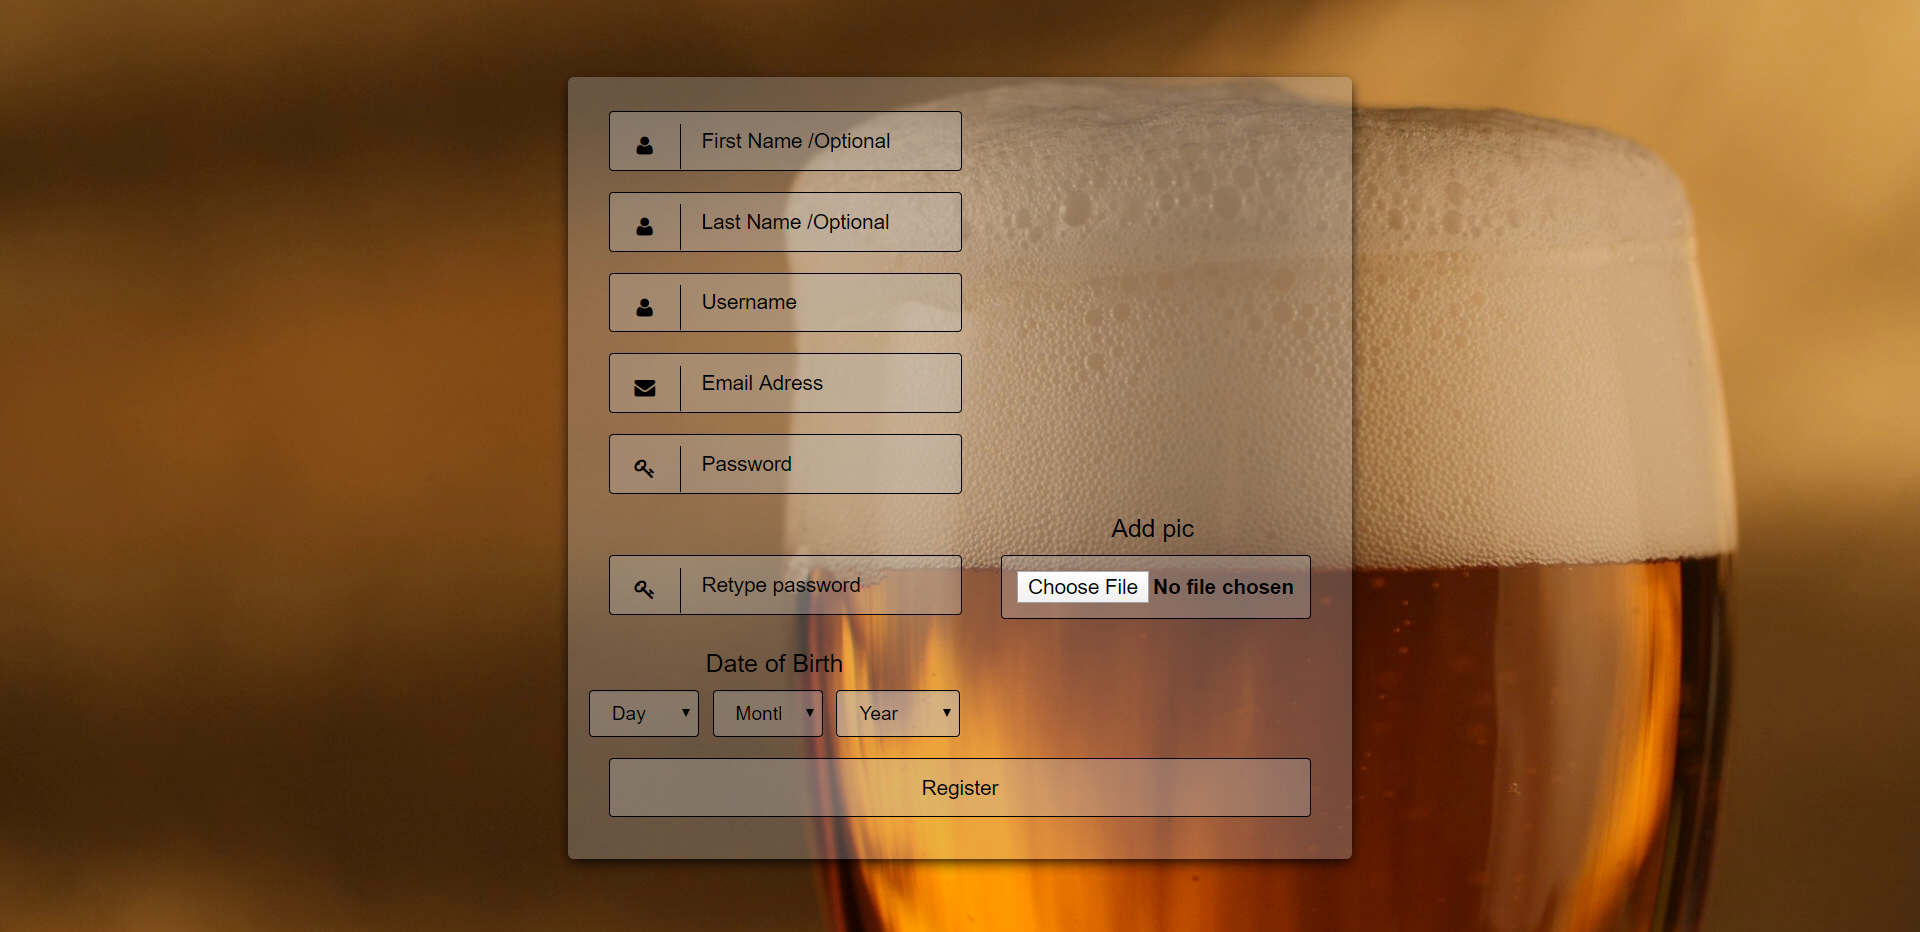 First Name /Optional
Last Name /Optional
Username
Email Adress
Password
Add pic
Retype password
Choose File No file chosen
Date of Birth
Day Montl Year
Register